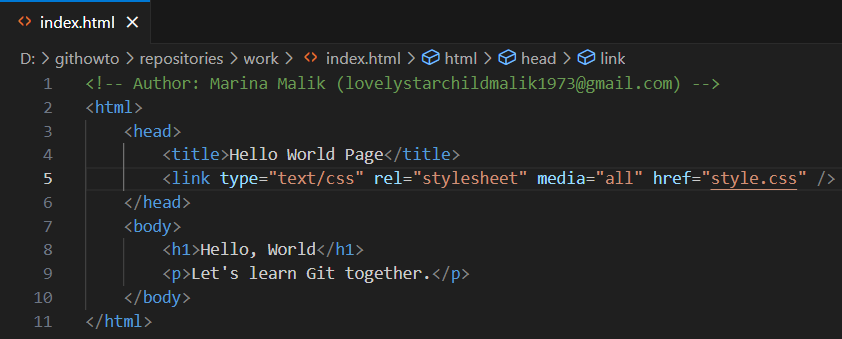 index.html
D: > githowto > repositories > work > index.html > html > head > link
1 <!-- Author: Marina Malik (lovelystarchildmalik1973@gmail.com) -->
2 <html>
3     <head>
4         <title>Hello World Page</title>
5         <link type="text/css" rel="stylesheet" media="all" href="style.css" />
6     </head>
7     <body>
8         <h1>Hello, World</h1>
9         <p>Let's learn Git together.</p>
10     </body>
11 </html>